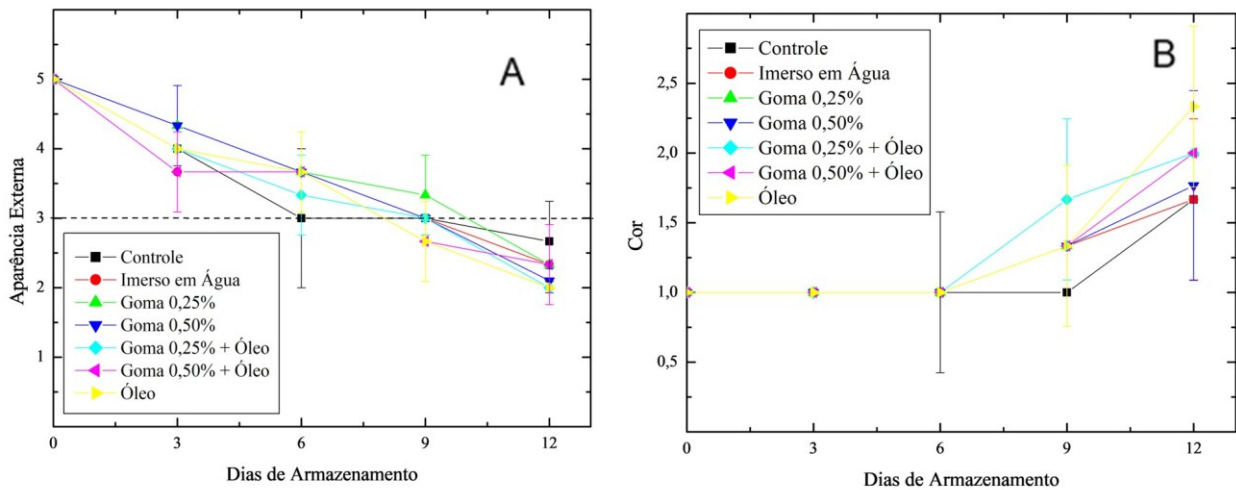 A
Aparência Externa
5
4
3
2
1
Controle
Imerso em Água
Goma 0,25%
Goma 0,50%
Goma 0,25% + Óleo
Goma 0,50% + Óleo
Óleo
0 3 6 9 12
Dias de Armazenamento
B
Cor
2,5
2,0
1,5
1,0
0,5
Controle
Imerso em Água
Goma 0,25%
Goma 0,50%
Goma 0,25% + Óleo
Goma 0,50% + Óleo
Óleo
0 3 6 9 12
Dias de Armazenamento